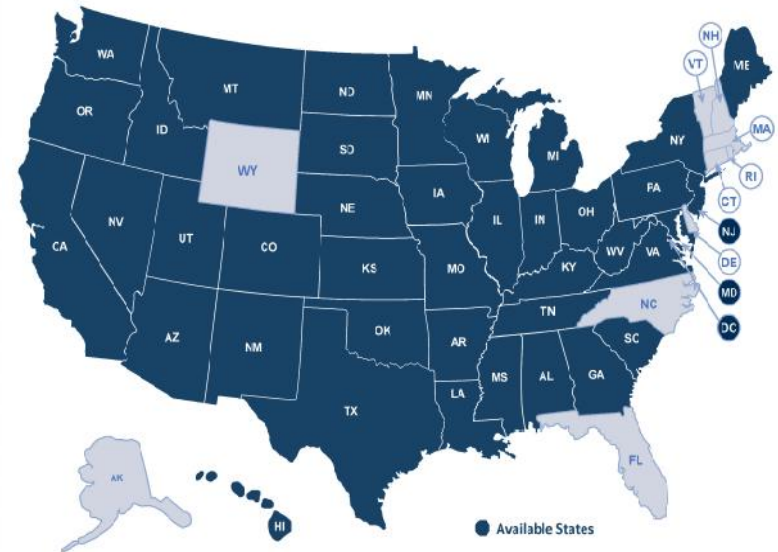 NH
WA
VT
ME
MT
ND
MN
OR
MA
ID
SD
WI
NY
MI
WY
RI
IA
PA
CT
NE
NV
OH
NJ
IL
IN
UT
CA
CO
WV
VA
DE
KS
MO
KY
MD
NC
TN
DC
OK
AZ
NM
AR
SC
MS
AL
GA
LA
TX
FL
AK
HI
Available States